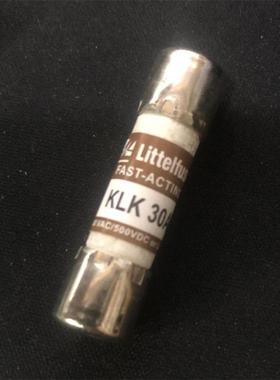 Littelfu
FAST-ACTIN
KLK 30
VAC/500VDC